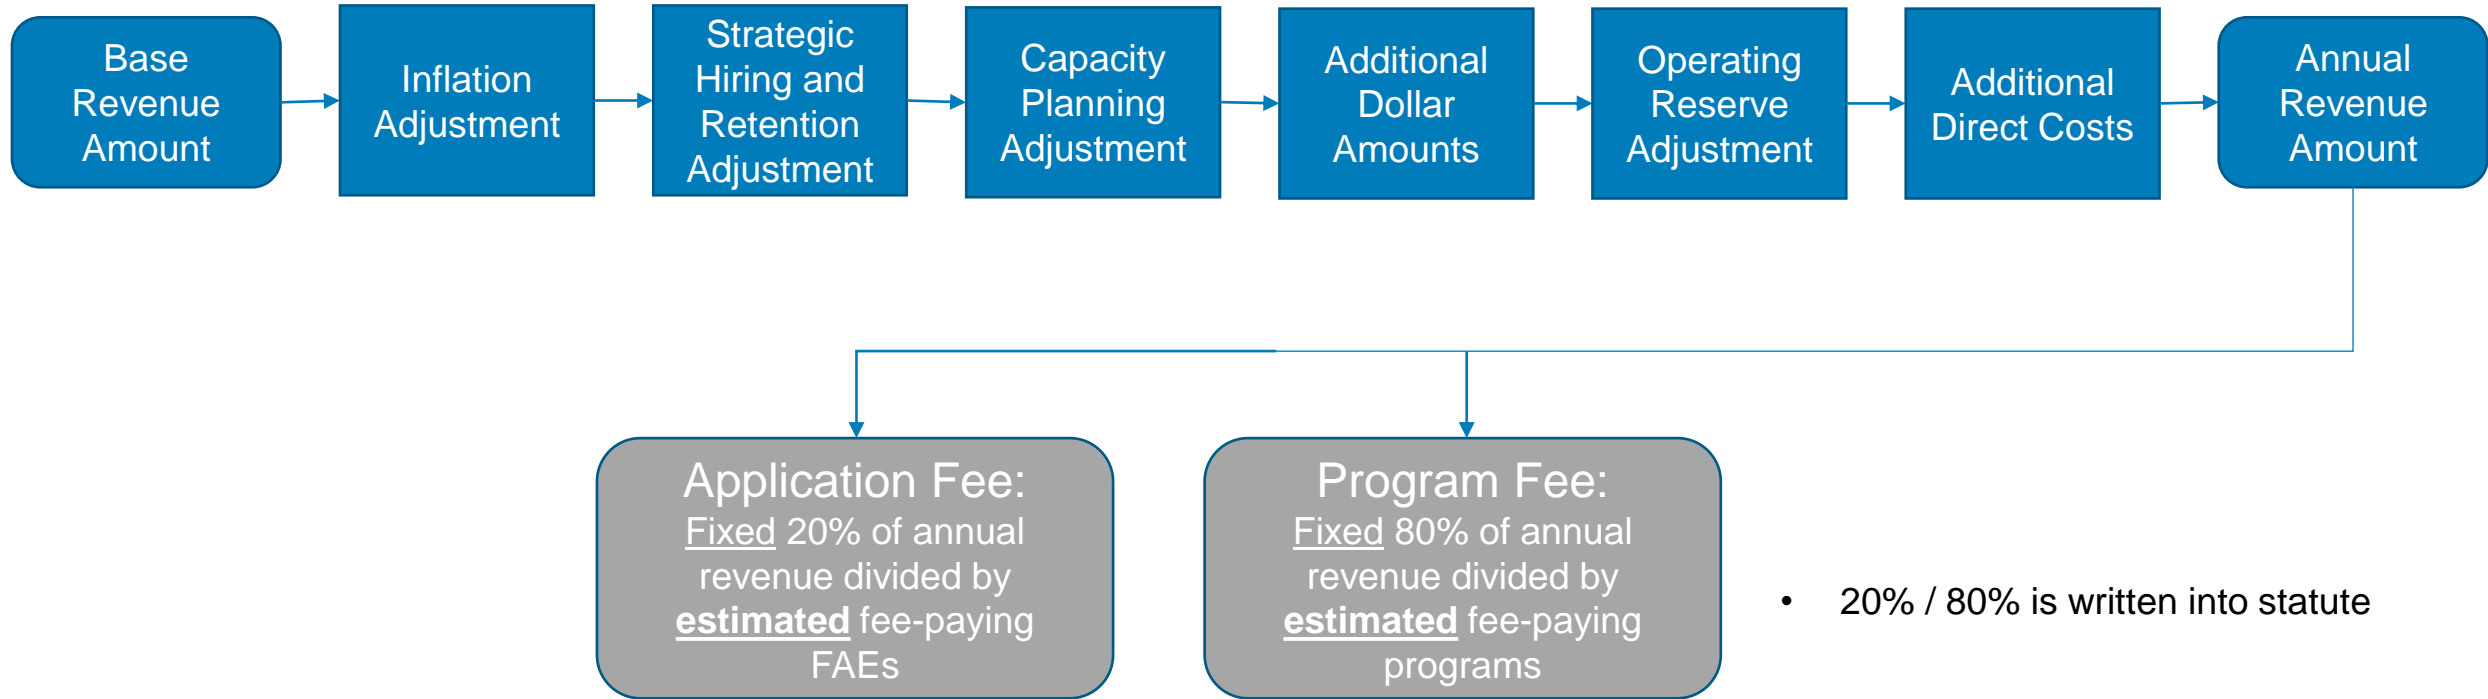 Base
Revenue
Amount
Inflation
Adjustment
Strategic
Hiring and
Retention
Adjustment
Capacity
Planning
Adjustment
Additional
Dollar
Amounts
Operating
Reserve
Adjustment
Additional
Direct Costs
Annual
Revenue
Amount
Application Fee:
Fixed 20% of annual
revenue divided by
estimated fee-paying
FAEs
Program Fee:
Fixed 80% of annual
revenue divided by
estimated fee-paying
programs
• 20% / 80% is written into statute